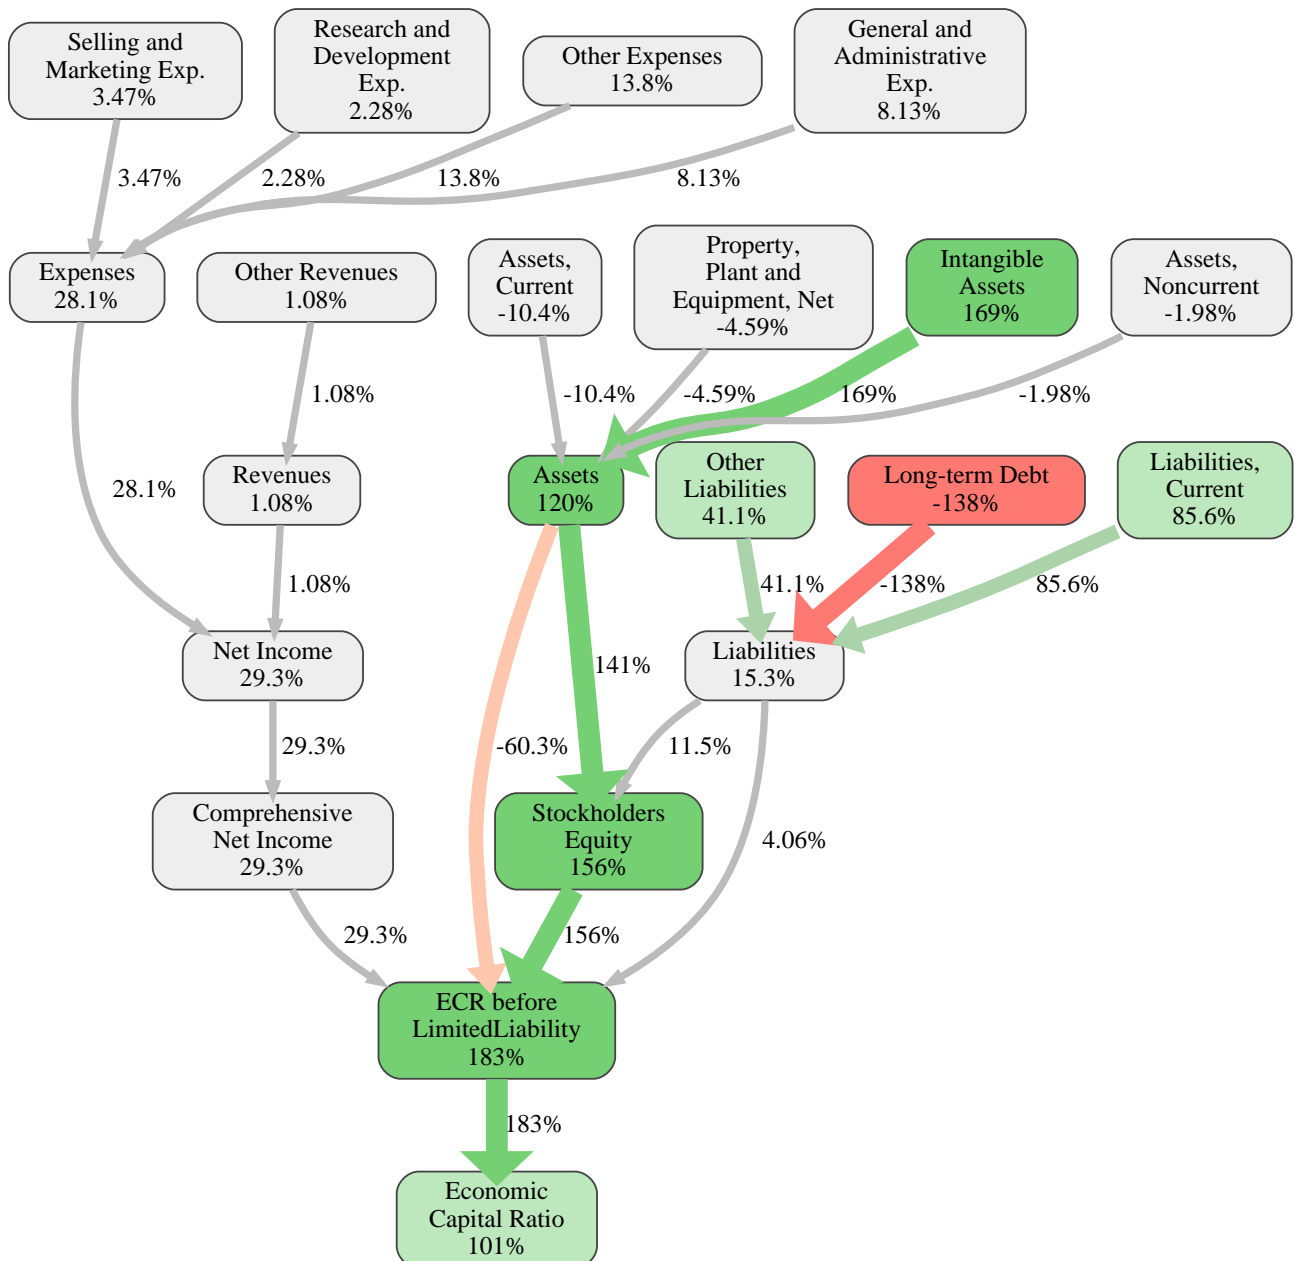 Selling and
Marketing Exp.
3.47%
Research and
Development
Exp.
2.28%
Other Expenses
13.8%
General and
Administrative
Exp.
8.13%
3.47%
2.28%
13.8%
8.13%
Expenses
28.1%
Other Revenues
1.08%
Assets,
Current
-10.4%
Property,
Plant and
Equipment, Net
-4.59%
Intangible
Assets
169%
Assets,
Noncurrent
-1.98%
1.08%
-10.4%
-4.59%
169%
-1.98%
28.1%
Revenues
1.08%
Assets
120%
Other
Liabilities
41.1%
Long-term Debt
-138%
Liabilities,
Current
85.6%
1.08%
41.1%
-138%
85.6%
Net Income
29.3%
141%
Liabilities
15.3%
29.3%
-60.3%
11.5%
Comprehensive
Net Income
29.3%
Stockholders
Equity
156%
4.06%
29.3%
156%
ECR before
LimitedLiability
183%
183%
Economic
Capital Ratio
101%